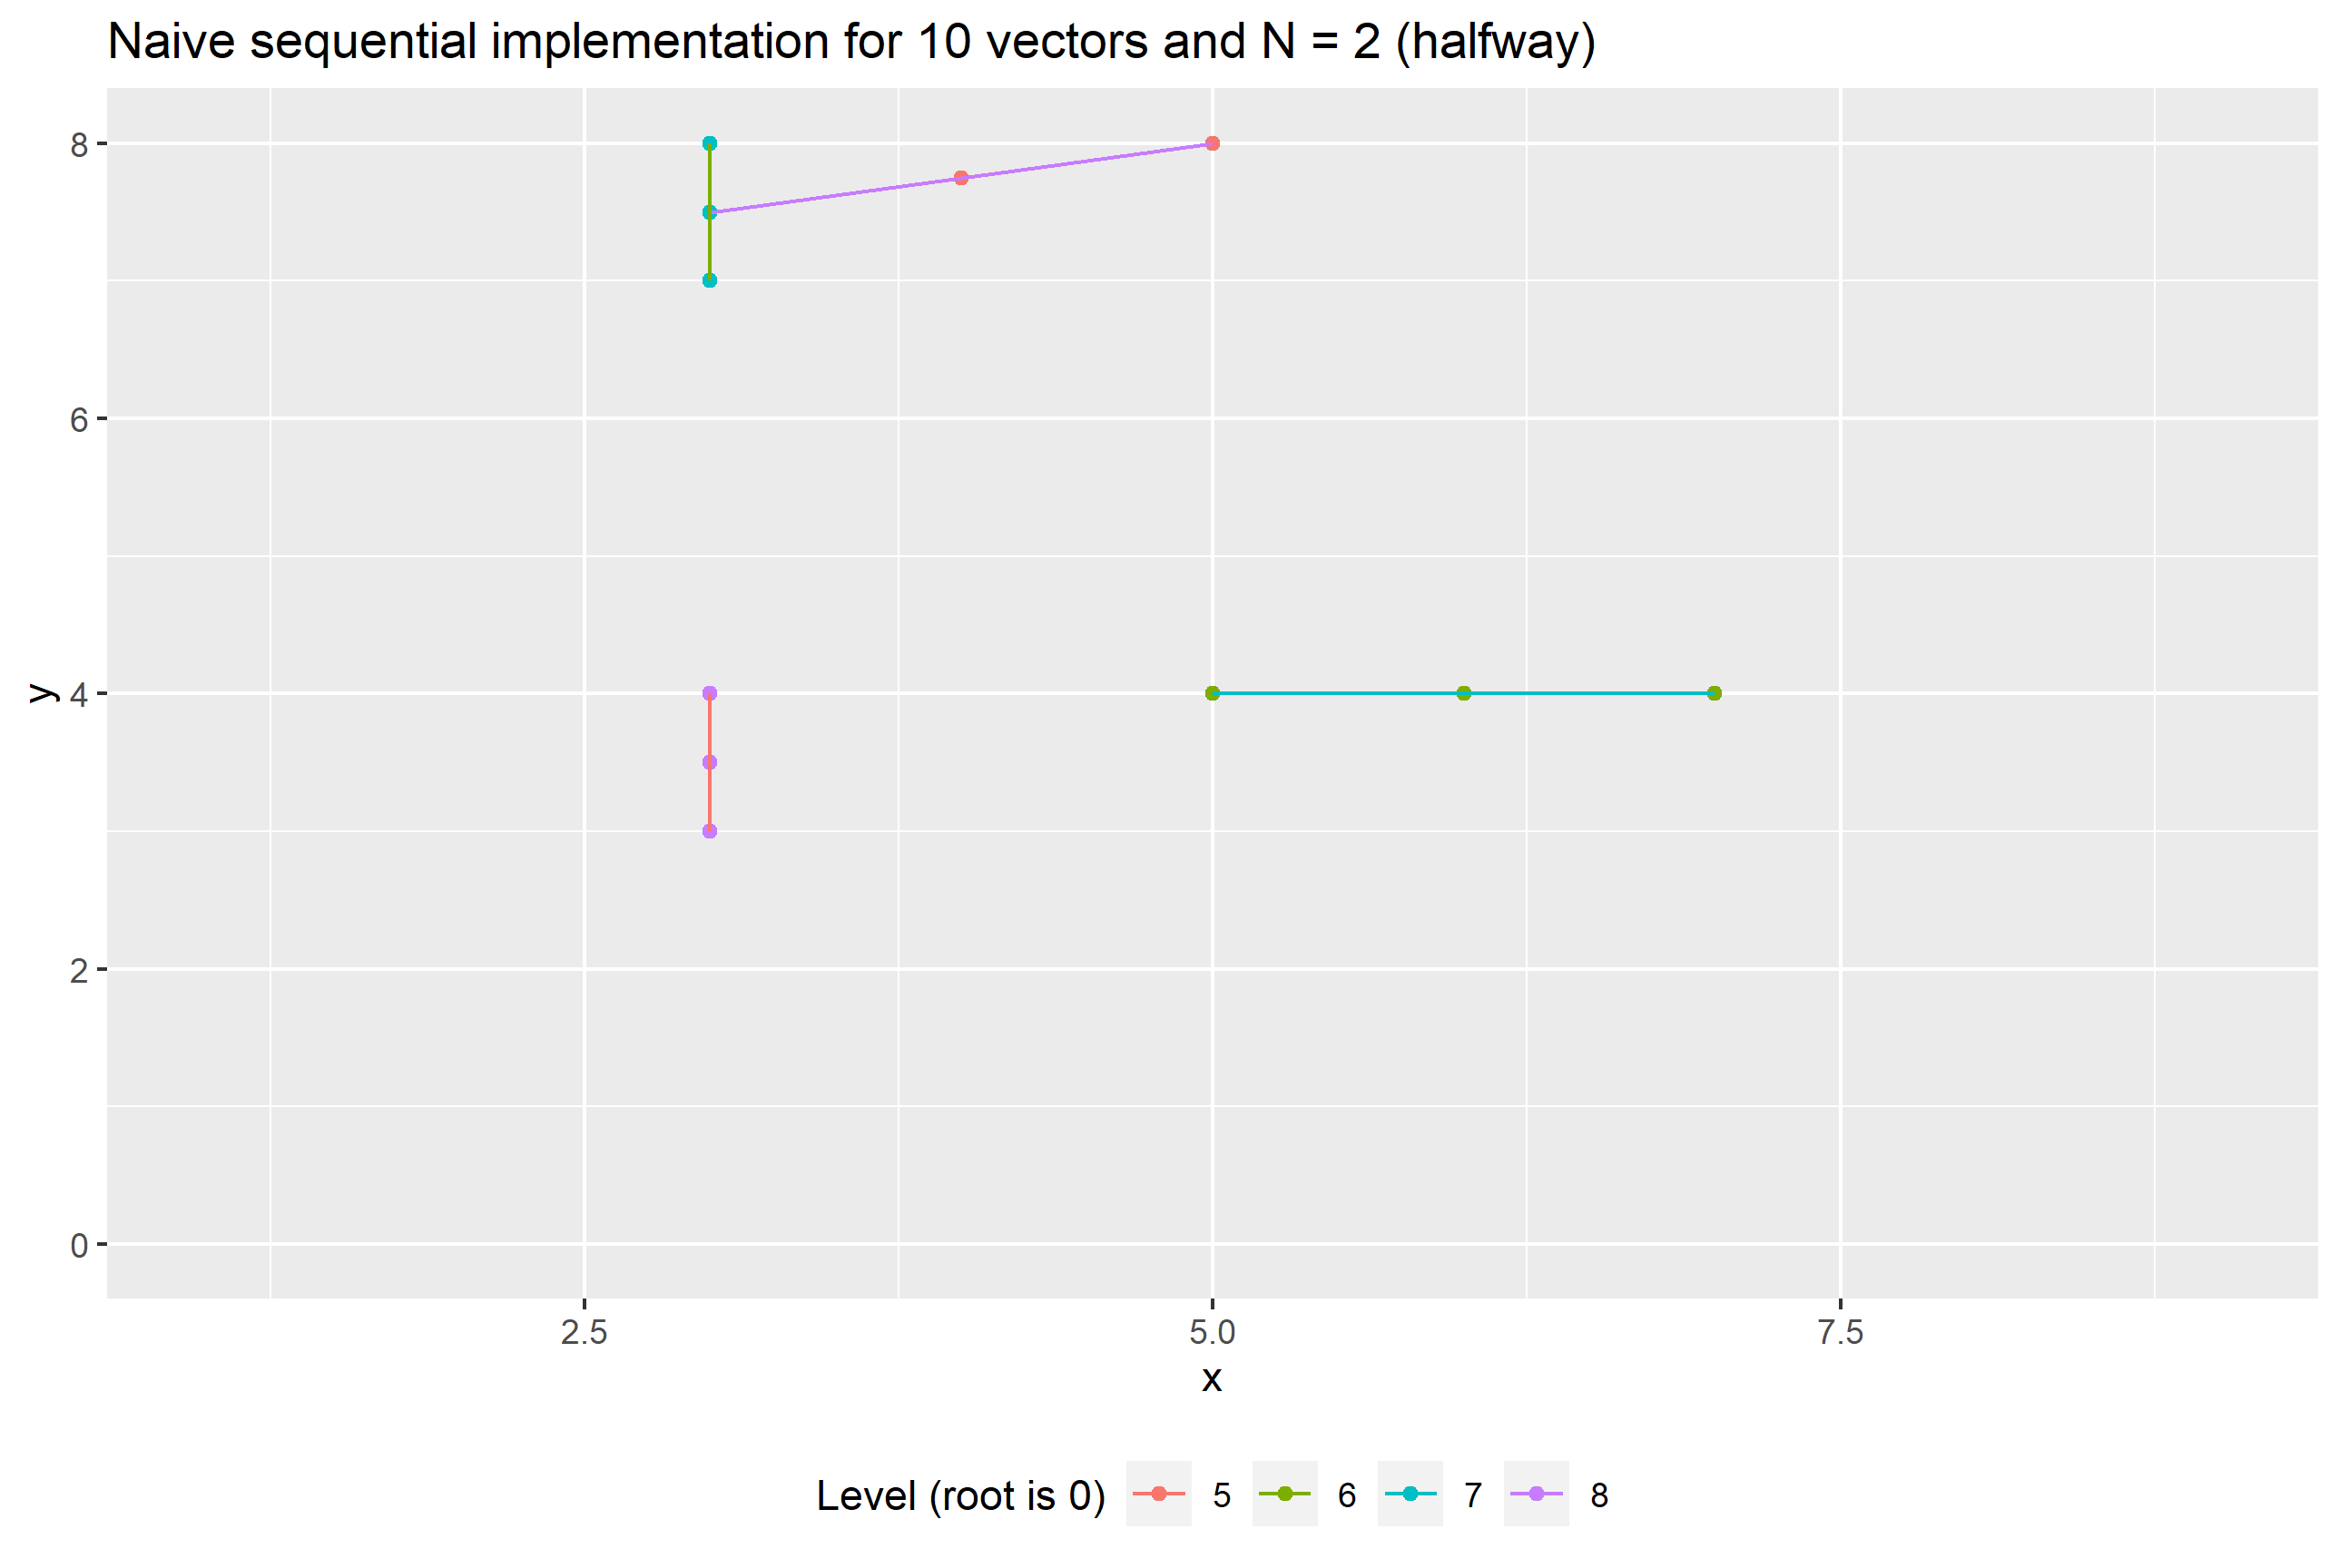 Naive sequential implementation for 10 vectors and N = 2 (halfway)
8
6
4
2
0
y
2.5 5.0 7.5
x
Level (root is 0) 5 6 7 8